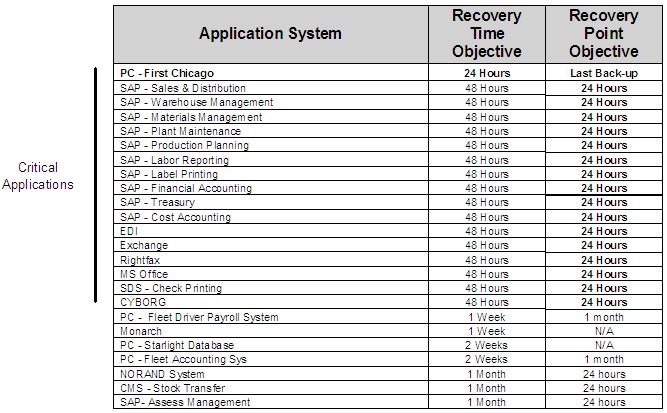 Application System Recovery Time Objective Recovery Point Objective
PC - First Chicago 24 Hours Last Back-up
SAP - Sales & Distribution 48 Hours 24 Hours
SAP - Warehouse Management 48 Hours 24 Hours
SAP - Materials Management 48 Hours 24 Hours
SAP - Plant Maintenance 48 Hours 24 Hours
SAP - Production Planning 48 Hours 24 Hours
Critical Applications
SAP - Labor Reporting 48 Hours 24 Hours
SAP - Label Printing 48 Hours 24 Hours
SAP - Financial Accounting 48 Hours 24 Hours
SAP - Treasury 48 Hours 24 Hours
SAP - Cost Accounting 48 Hours 24 Hours
EDI 48 Hours 24 Hours
Exchange 48 Hours 24 Hours
Rightfax 48 Hours 24 Hours
MS Office 48 Hours 24 Hours
SDS - Check Printing 48 Hours 24 Hours
CYBORG 48 Hours 24 Hours
PC - Fleet Driver Payroll System 1 Week 1 month
Monarch 1 Week N/A
PC - Starlight Database 2 Weeks N/A
PC - Fleet Accounting Sys 2 Weeks 1 month
NORAND System 1 Month 24 hours
CMS - Stock Transfer 1 Month 24 hours
SAP- Assess Management 1 Month 24 hours